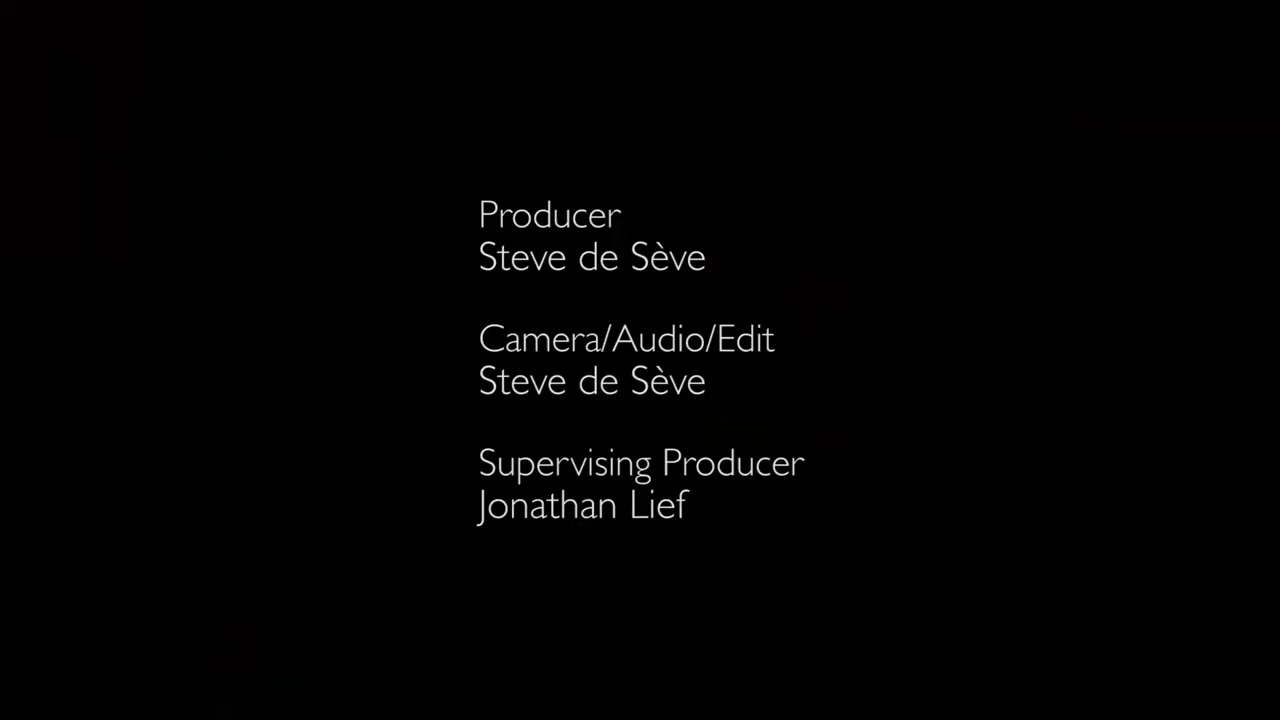 Producer
Steve de Sève
Camera/Audio/Edit
Steve de Sève
Supervising Producer
Jonathan Lief